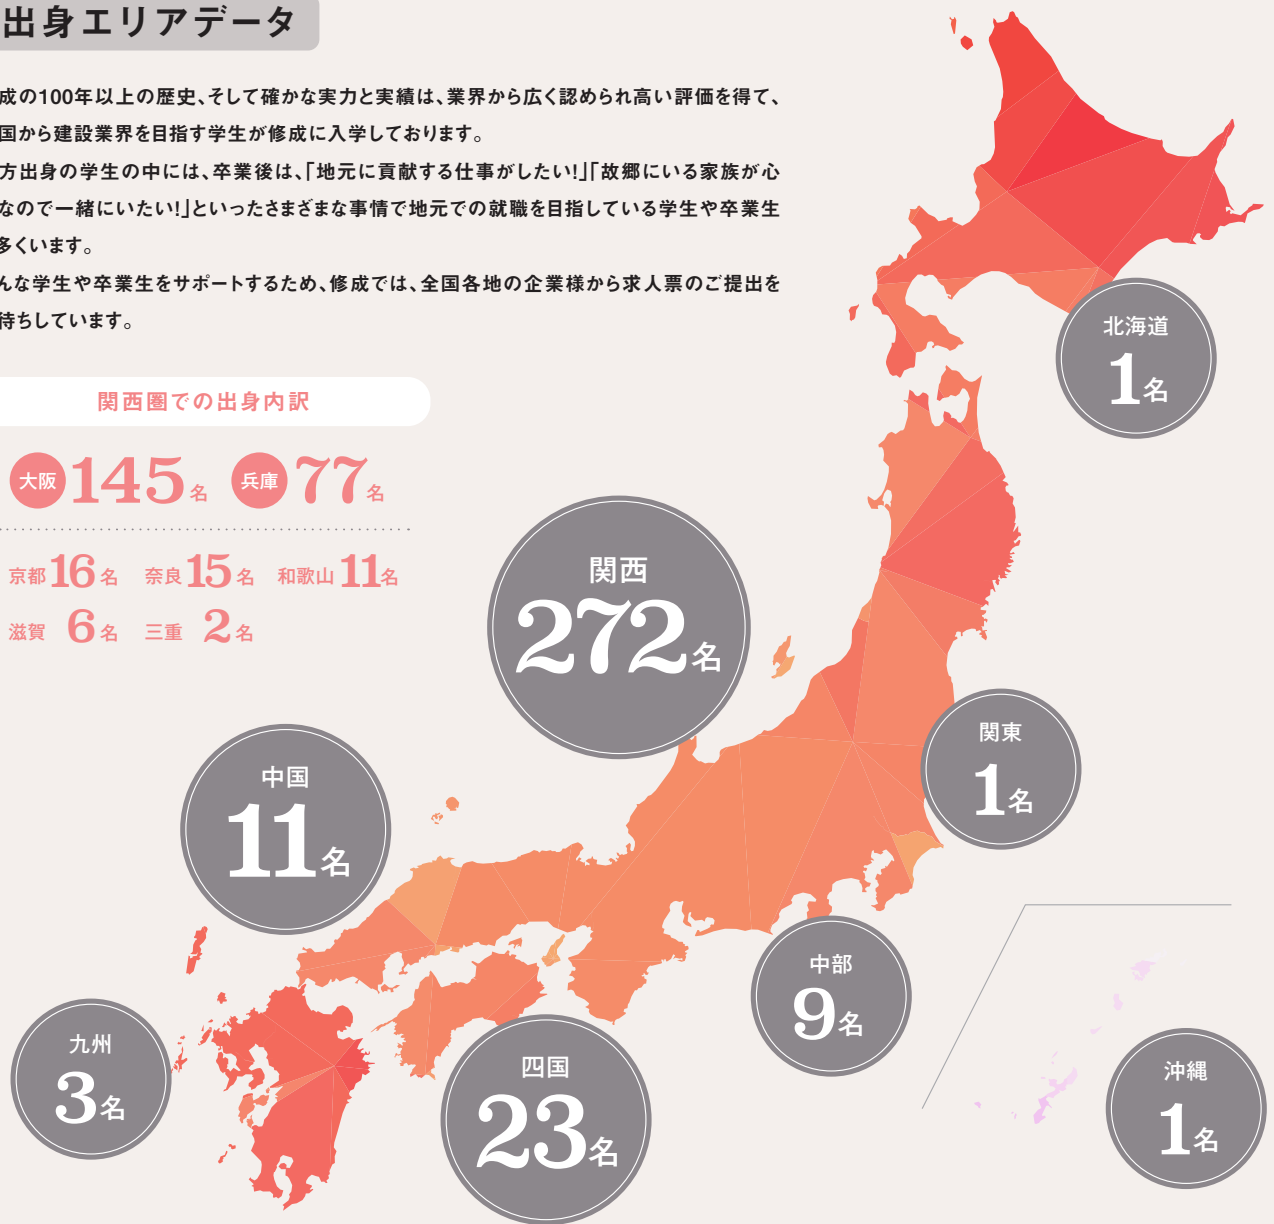 出身エリアデータ
成の100年以上の歴史、そして確かな実力と実績は、業界から広く認められ高い評価を得て、
国から建設業界を目指す学生が修成に入学しております。
方出身の学生の中には、卒業後は、「地元に貢献する仕事がしたい!」「故郷にいる家族が心
なので一緒にいたい!」といったさまざまな事情で地元での就職を目指している学生や卒業生
多くいます。
んな学生や卒業生をサポートするため、修成では、全国各地の企業様から求人票のご提出を
待ちしています。
関西圏での出身内訳
大阪 145名 兵庫 77名
京都 16名 奈良 15名 和歌山 11名
滋賀 6名 三重 2名
北海道
1名
関西
272名
関東
1名
中国
11名
中部
9名
九州
3名
四国
23名
沖縄
1名